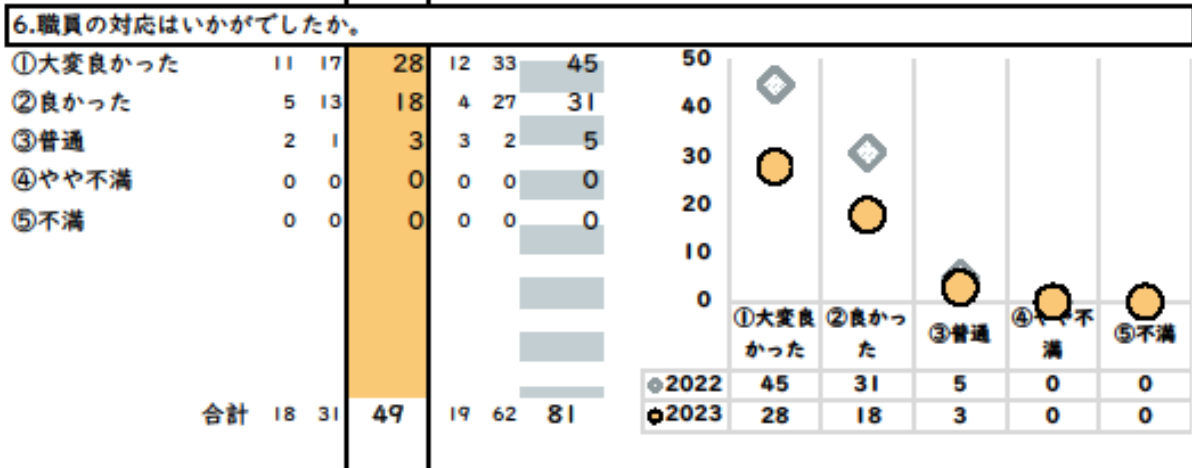 6.職員の対応はいかがでしたか。
①大変良かった 11 17 28 12 33 45
②良かった 5 13 18 4 27 31
③普通 2 1 3 3 2 5
④やや不満 0 0 0 0 0 0
⑤不満 0 0 0 0 0 0
合計 18 31 49 19 62 81
50
40
30
20
10
0
①大変良かった ②良かった ③普通 ④やや不満 ⑤不満
2022 45 31 5 0 0
2023 28 18 3 0 0